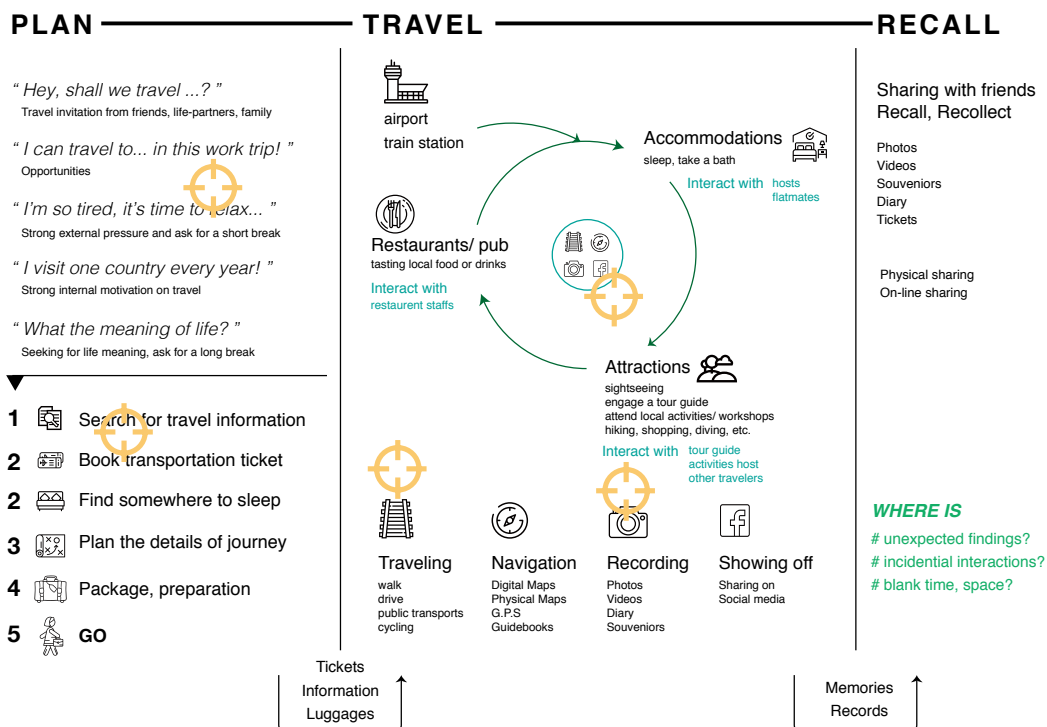 PLAN
TRAVEL
RECALL
“ Hey, shall we travel ...? ”
Travel invitation from friends, life-partners, family
“ I can travel to... in this work trip! ”
Opportunities
“ I'm so tired, it's time to relax... ”
Strong external pressure and ask for a short break
“ I visit one country every year! ”
Strong internal motivation on travel
“ What the meaning of life? ”
Seeking for life meaning, ask for a long break
1 Search for travel information
2 Book transportation ticket
2 Find somewhere to sleep
3 Plan the details of journey
4 Package, preparation
5 GO
airport
train station
Accommodations
sleep, take a bath
Interact with hosts
flatmates
Restaurants/ pub
tasting local food or drinks
Interact with
restaurent staffs
Attractions
sightseeing
engage a tour guide
attend local activities/ workshops
hiking, shopping, diving, etc.
Interact with tour guide
activities host
other travelers
Traveling
walk
drive
public transports
cycling
Navigation
Digital Maps
Physical Maps
G.P.S
Guidebooks
Recording
Photos
Videos
Diary
Souveniors
Showing off
Sharing on
Social media
Sharing with friends
Recall, Recollect
Photos
Videos
Souveniors
Diary
Tickets
Physical sharing
On-line sharing
WHERE IS
# unexpected findings?
# incidential interactions?
# blank time, space?
Tickets
Information
Luggages
Memories
Records